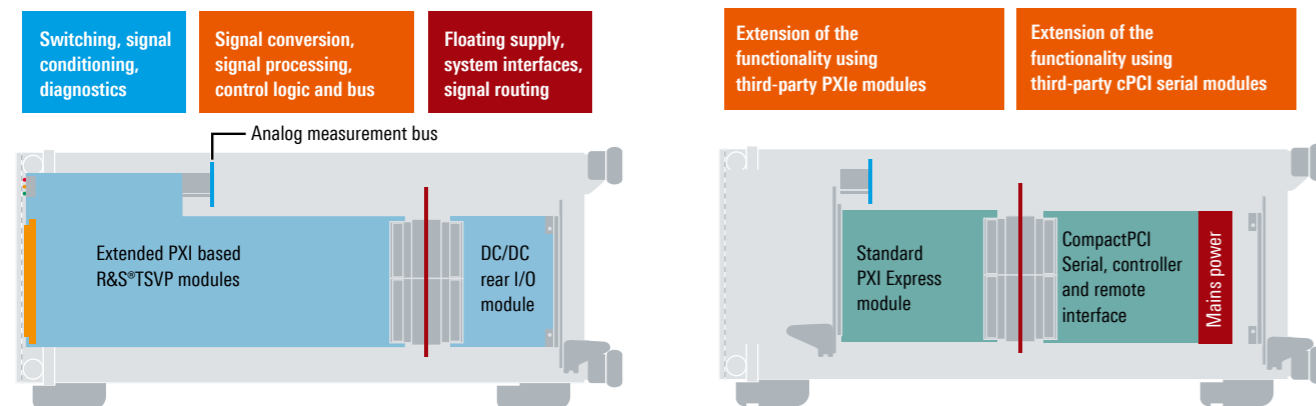 Switching, signal
conditioning,
diagnostics
Signal conversion,
signal processing,
control logic and bus
Floating supply,
system interfaces,
signal routing
Analog measurement bus
Extended PXI based
R&S®TSVP modules
DC/DC
rear I/O
module
Extension of the
functionality using
third-party PXIe modules
Extension of the
functionality using
third-party cPCI serial modules
Standard
PXI Express
module
CompactPCI
Serial, controller
and remote
interface
Mains power